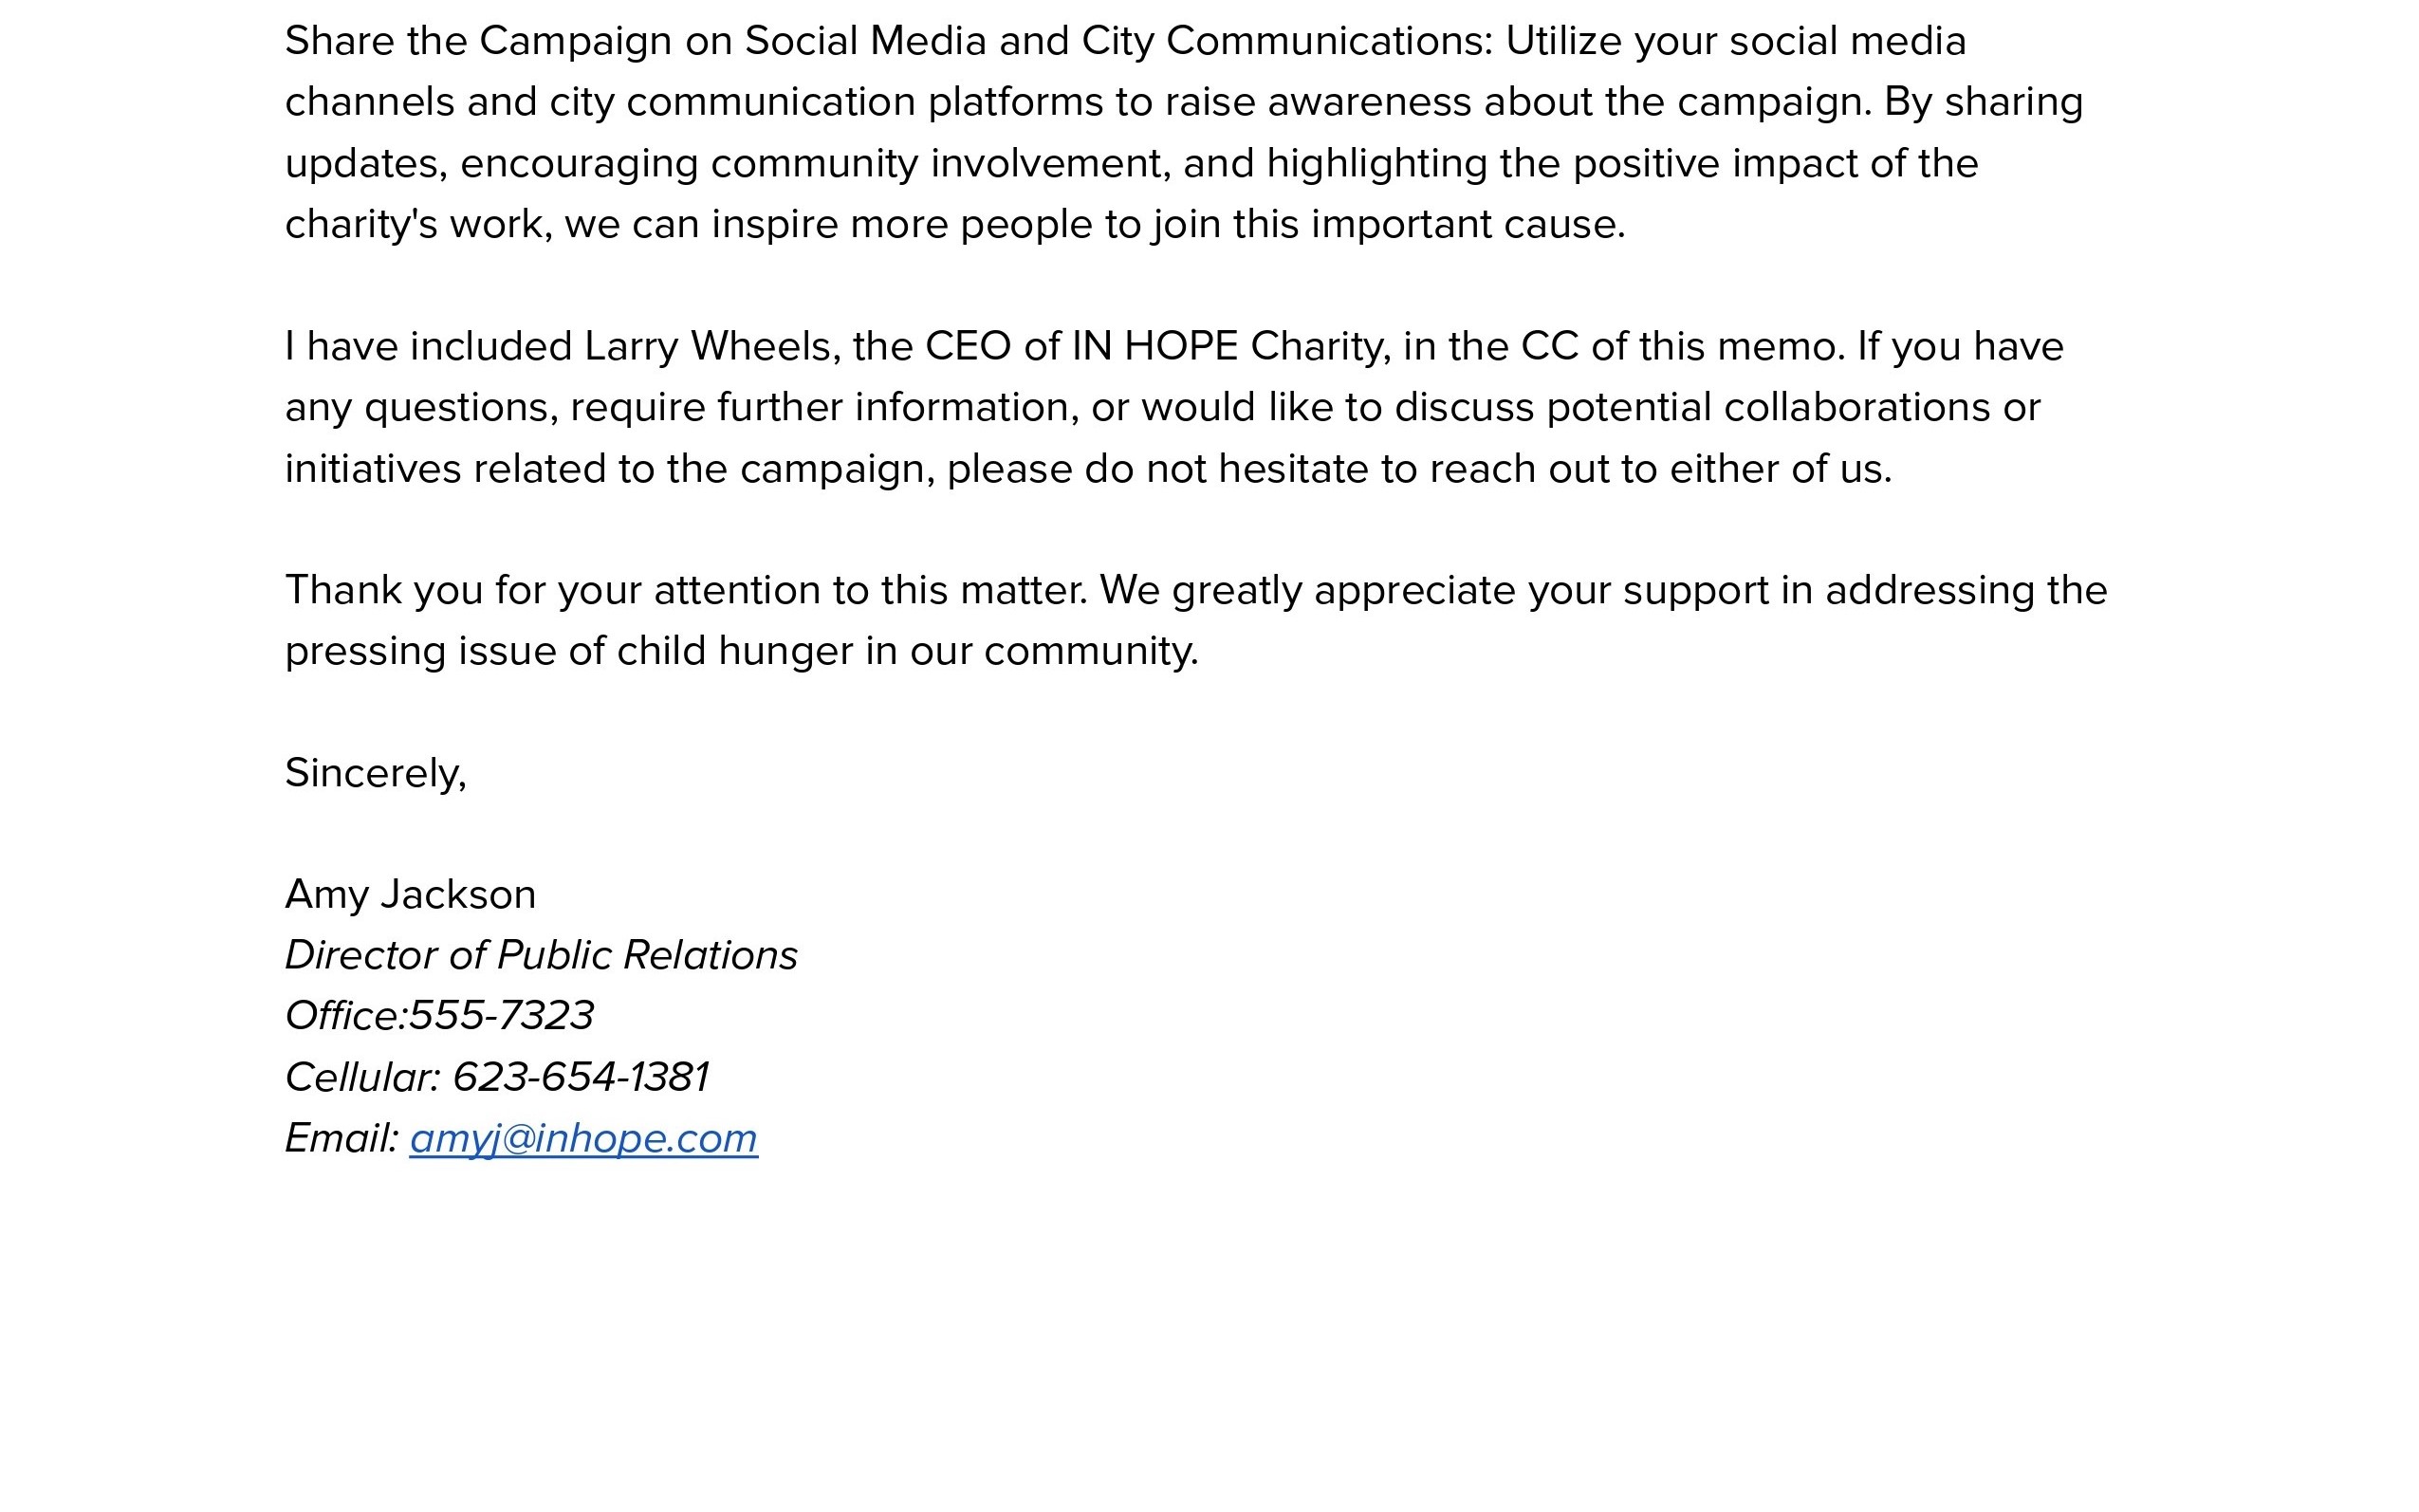 Share the Campaign on Social Media and City Communications: Utilize your social media
channels and city communication platforms to raise awareness about the campaign. By sharing
updates, encouraging community involvement, and highlighting the positive impact of the
charity's work, we can inspire more people to join this important cause.
I have included Larry Wheels, the CEO of IN HOPE Charity, in the CC of this memo. If you have
any questions, require further information, or would like to discuss potential collaborations or
initiatives related to the campaign, please do not hesitate to reach out to either of us.
Thank you for your attention to this matter. We greatly appreciate your support in addressing the
pressing issue of child hunger in our community.
Sincerely,
Amy Jackson
Director of Public Relations
Office:555-7323
Cellular: 623-654-1381
Email: amyj@inhope.com